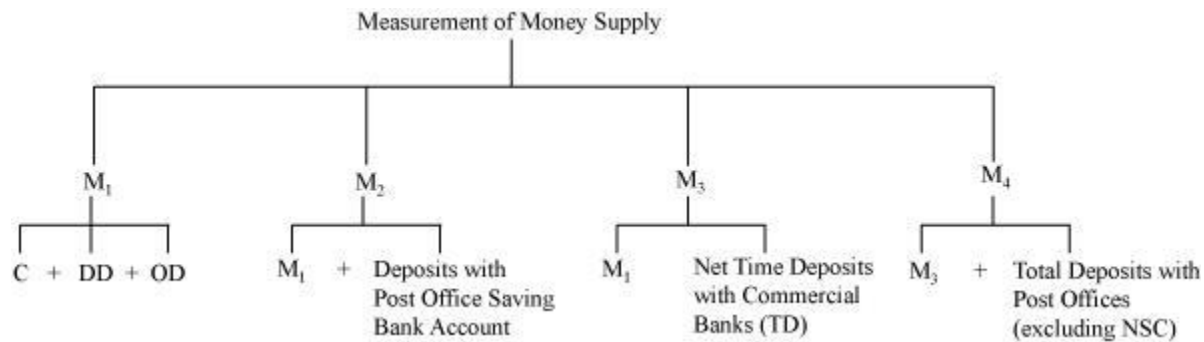 Measurement of Money Supply
M₁ M₂ M₃ M₄
C + DD + OD
M₁ + Deposits with
Post Office Saving
Bank Account
M₁ Net Time Deposits
with Commercial
Banks (TD)
M₃ + Total Deposits with
Post Offices
(excluding NSC)